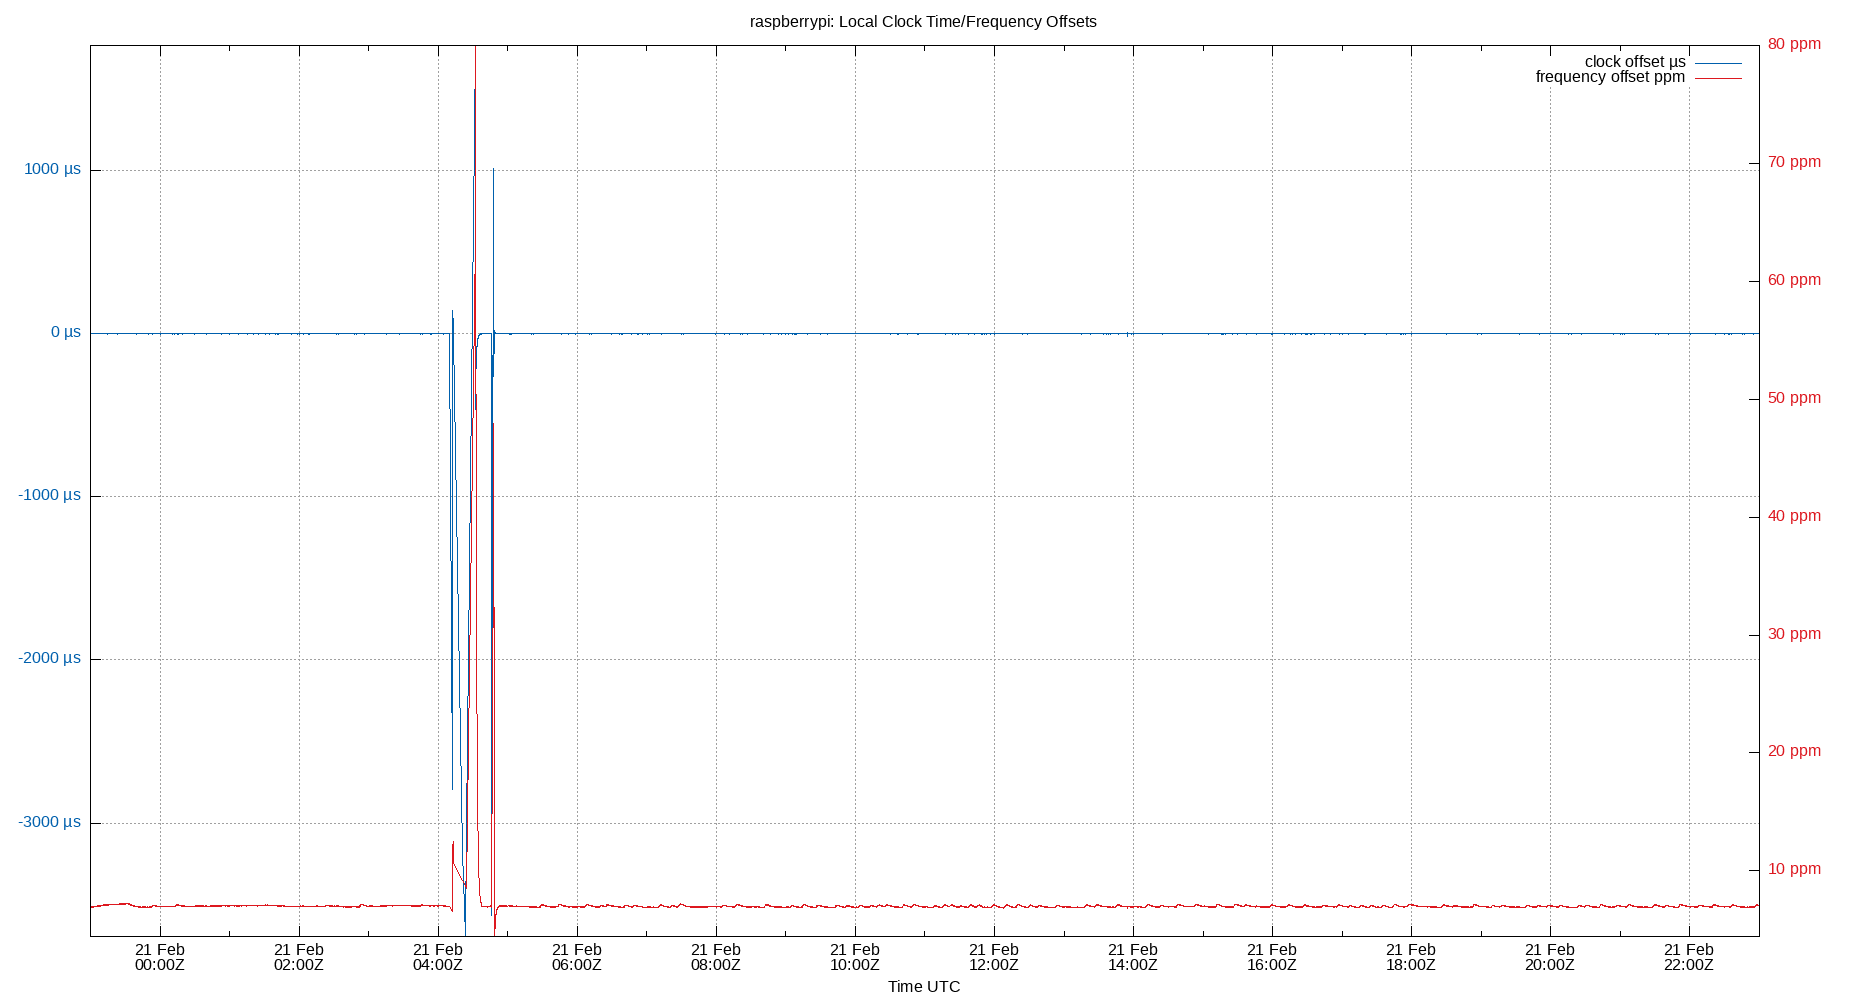 raspberrypi: Local Clock Time/Frequency Offsets
80 ppm
clock offset µs
frequency offset ppm
1000 µs
70 ppm
60 ppm
0 µs
50 ppm
-1000 µs
40 ppm
30 ppm
-2000 µs
20 ppm
-3000 µs
10 ppm
21 Feb 21 Feb 21 Feb 21 Feb 21 Feb 21 Feb 21 Feb 21 Feb 21 Feb 21 Feb 21 Feb 21 Feb
00:00Z 02:00Z 04:00Z 06:00Z 08:00Z 10:00Z 12:00Z 14:00Z 16:00Z 18:00Z 20:00Z 22:00Z
Time UTC